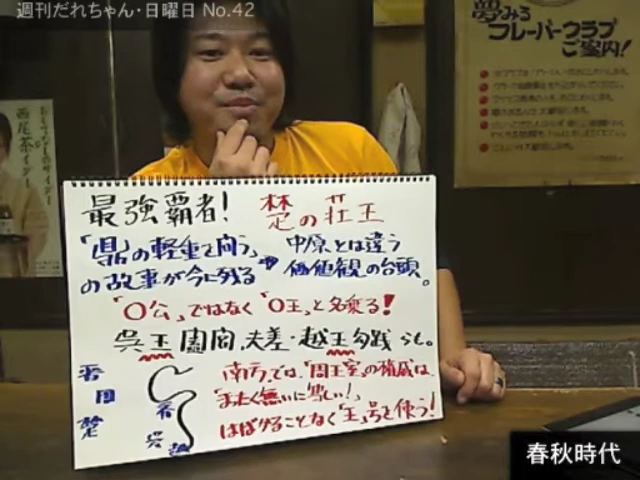 週刊だれちゃん・日曜日 No.42
夢みる
フレーバークラブ
ご案内！
西尾茶イダー
最強覇者！ 楚の荘王
「鼎の軽重を問う」
の故事が今に残る
中原とは違う
価値観の台頭。
「○公」ではなく「○王」と名乗る！
呉王闔閭、夫差・越王勾践らも。
南方では、「周王室」の権威は、
「まったく無いに等しい！」
はばかることなく「王」号を使う！
晋 周
楚
呉
越
春秋時代